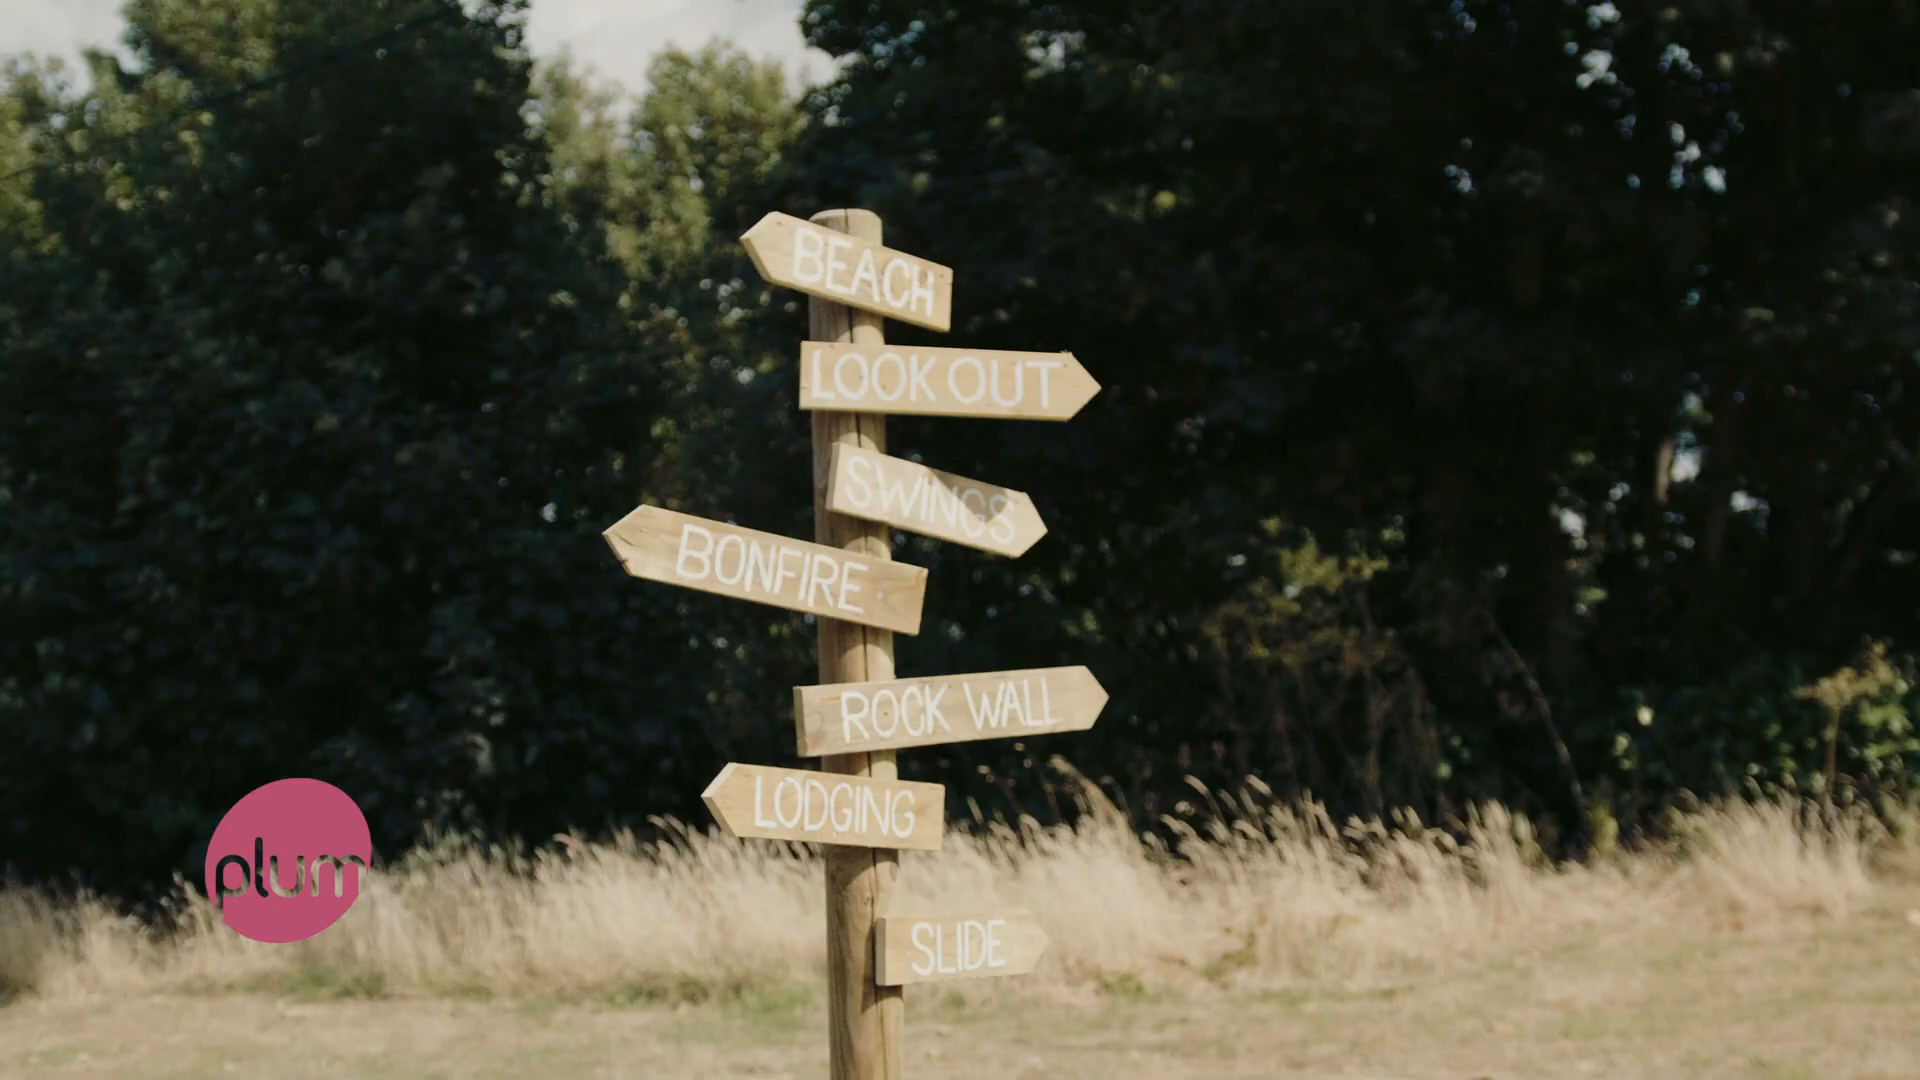 BEACH
LOOK OUT
SWINGS
BONFIRE
ROCK WALL
LODGING
plum
SLIDE